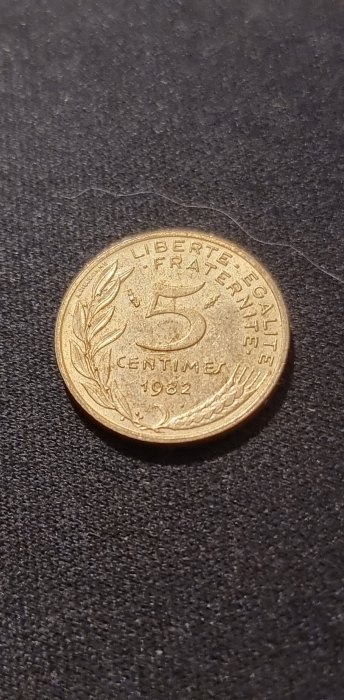 LIBERTE·EGALITE
·FRATERNITE·
5
CENTIMES
1982